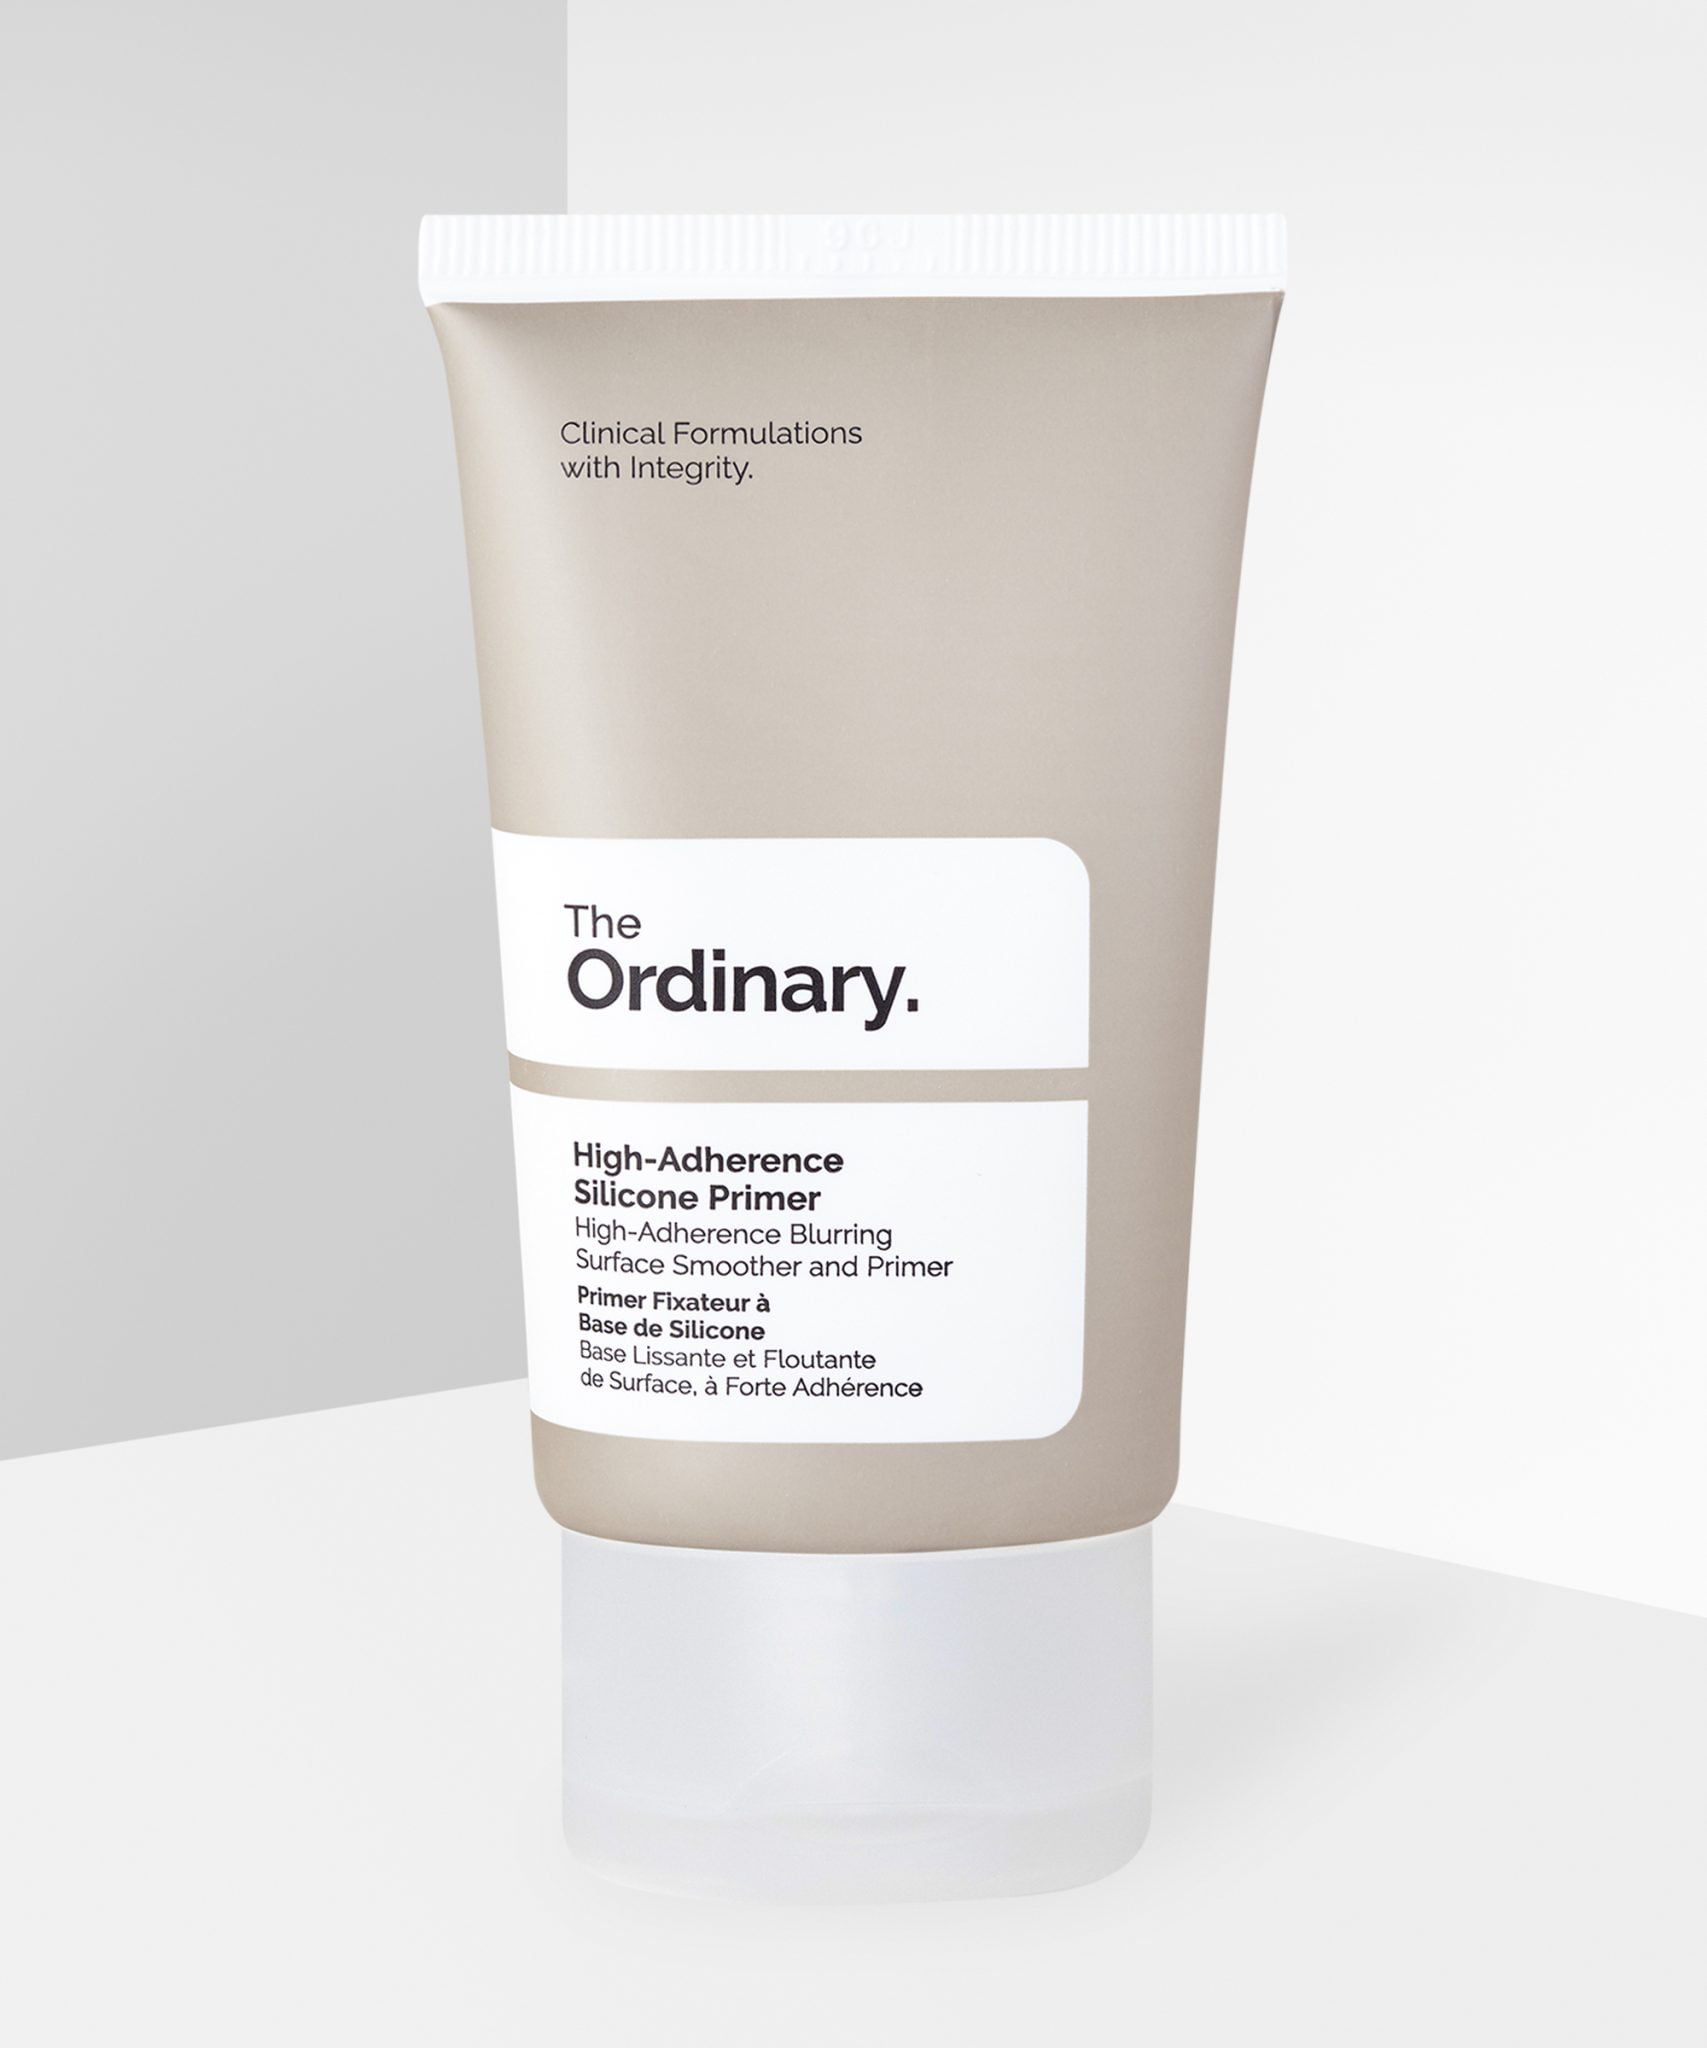 Clinical Formulations
with Integrity.
The
Ordinary.
High-Adherence
Silicone Primer
High-Adherence Blurring
Surface Smoother and Primer
Primer Fixateur à
Base de Silicone
Base Lissante et Floutante
de Surface, à Forte Adhérence